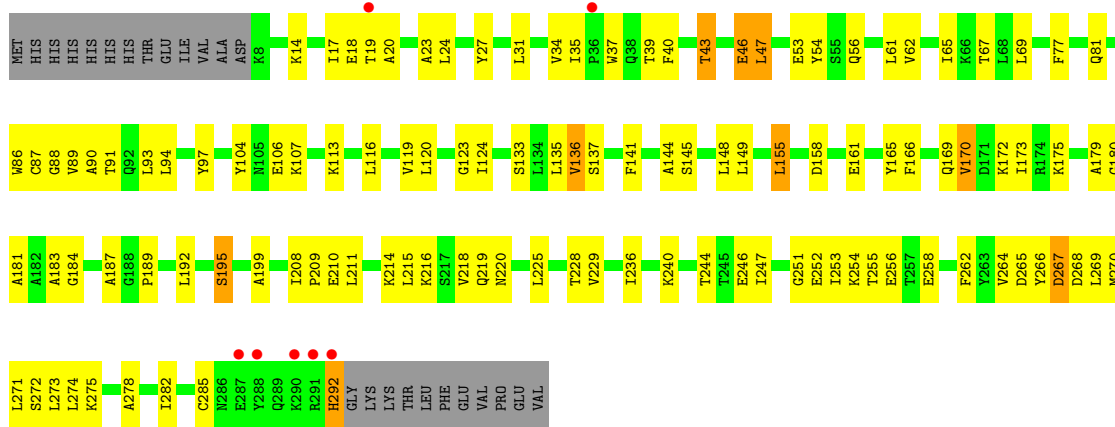 MET HIS HIS HIS HIS HIS HIS THR GLU ILE VAL ALA ASP K8 K14 I17 E18 T19 A20 A23 L24 Y27 L31 V34 I35 P36 W37 Q38 T39 F40 T43 E46 L47 E53 Y54 S55 Q56 L61 V62 I65 K66 T67 L68 L69 F77 Q81
W86 C87 G88 V89 A90 T91 Q92 L93 L94 Y97 Y104 N105 E106 K107 K113 L116 V119 L120 G123 I124 S133 L134 L135 V136 S137 F141 A144 S145 L148 L149 L155 D158 E161 Y165 F166 Q169 V170 D171 K172 I173 R174 K175 A179 G180
A181 A182 A183 G184 A187 G188 P189 L192 S195 A199 I208 P209 E210 L211 K214 L215 K216 S217 V218 Q219 N220 L225 T228 V229 I236 K240 T244 T245 E246 I247 G251 E252 I253 K254 T255 E256 T257 E258 F262 Y263 V264 D265 Y266 D267 D268 L269 M270
L271 S272 L273 L274 K275 A278 I282 C285 N286 E287 Y288 Q289 K290 R291 H292 GLY LYS LYS THR LEU PHE GLU VAL PRO GLU VAL